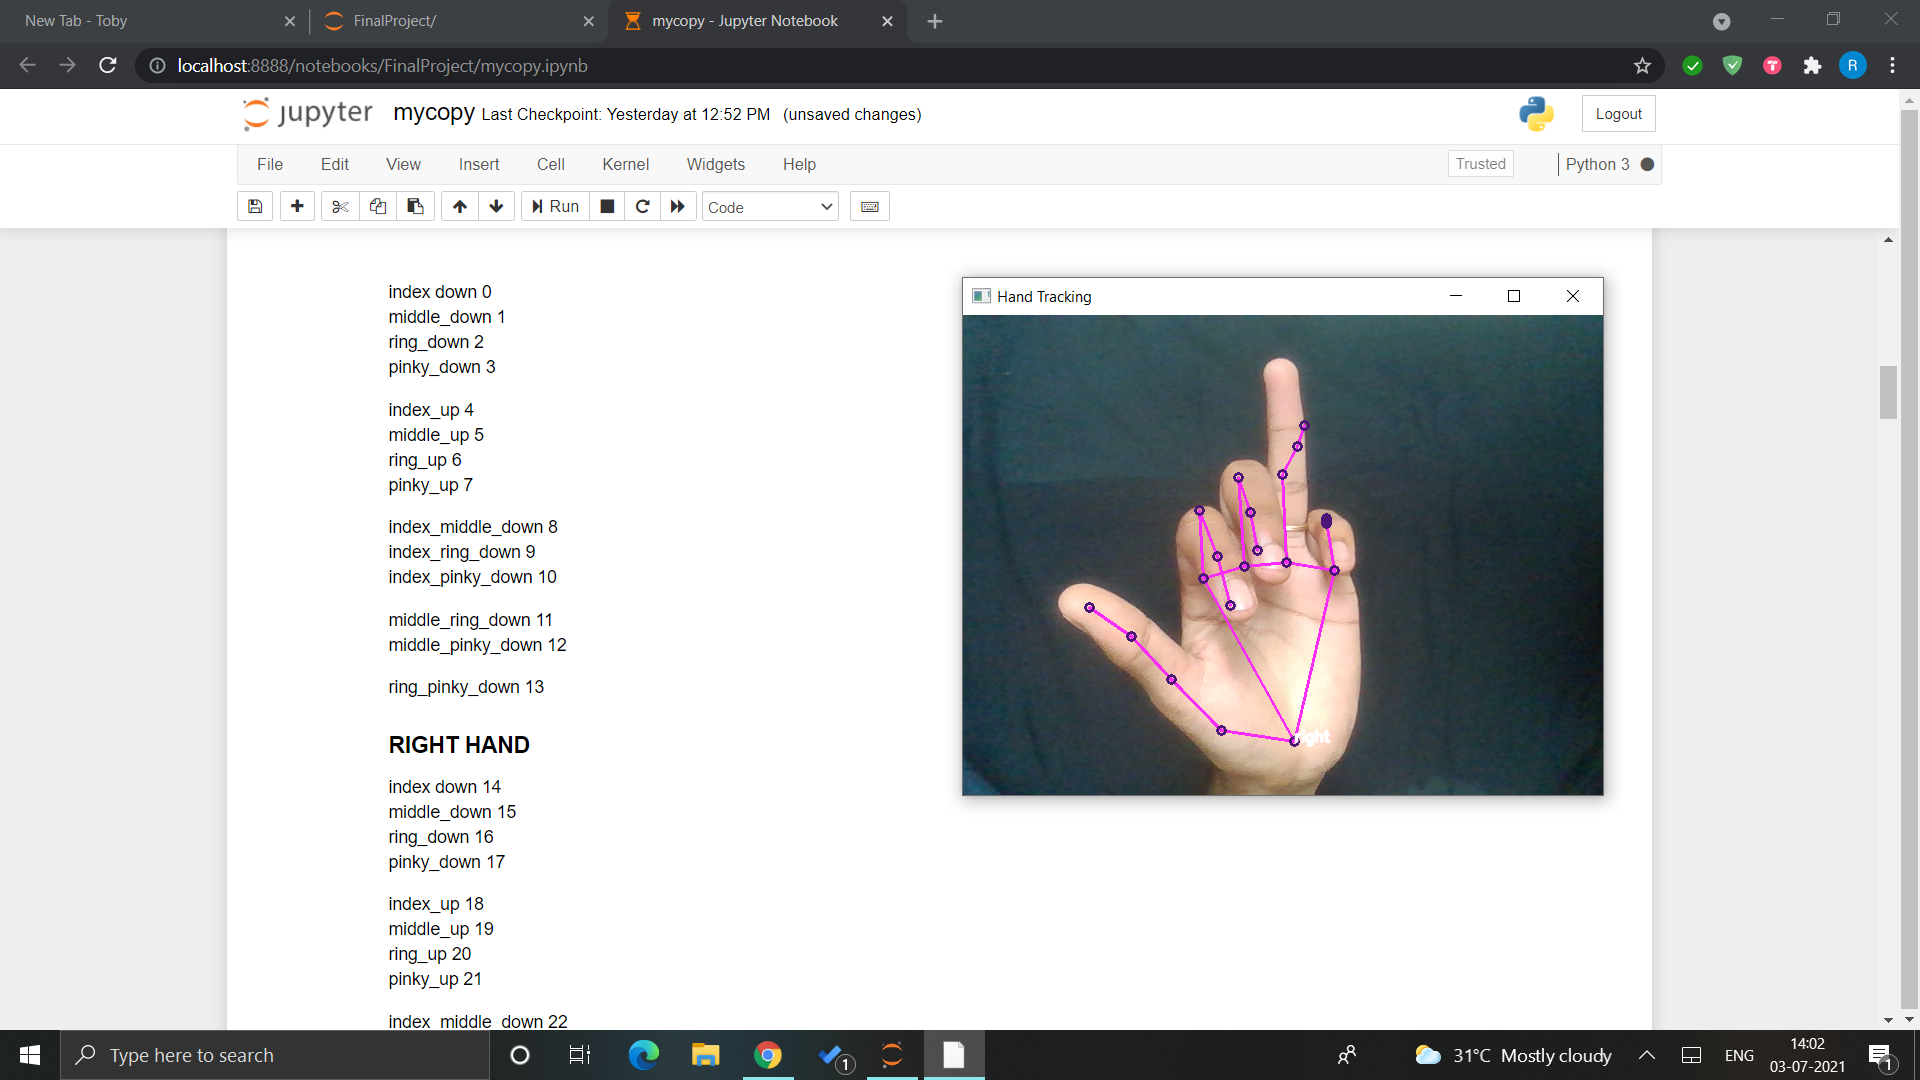 New Tab - Toby
FinalProject/
mycopy - Jupyter Notebook
localhost:8888/notebooks/FinalProject/mycopy.ipynb
R
jupyter mycopy Last Checkpoint: Yesterday at 12:52 PM (unsaved changes)
Logout
File Edit View Insert Cell Kernel Widgets Help
Trusted
Python 3
Run
Code
index down 0
middle_down 1
ring_down 2
pinky_down 3
index_up 4
middle_up 5
ring_up 6
pinky_up 7
index_middle_down 8
index_ring_down 9
index_pinky_down 10
middle_ring_down 11
middle_pinky_down 12
ring_pinky_down 13
RIGHT HAND
index down 14
middle_down 15
ring_down 16
pinky_down 17
index_up 18
middle_up 19
ring_up 20
pinky_up 21
index_middle_down 22
Hand Tracking
right
Type here to search
1
31°C Mostly cloudy
ENG
14:02
03-07-2021
1